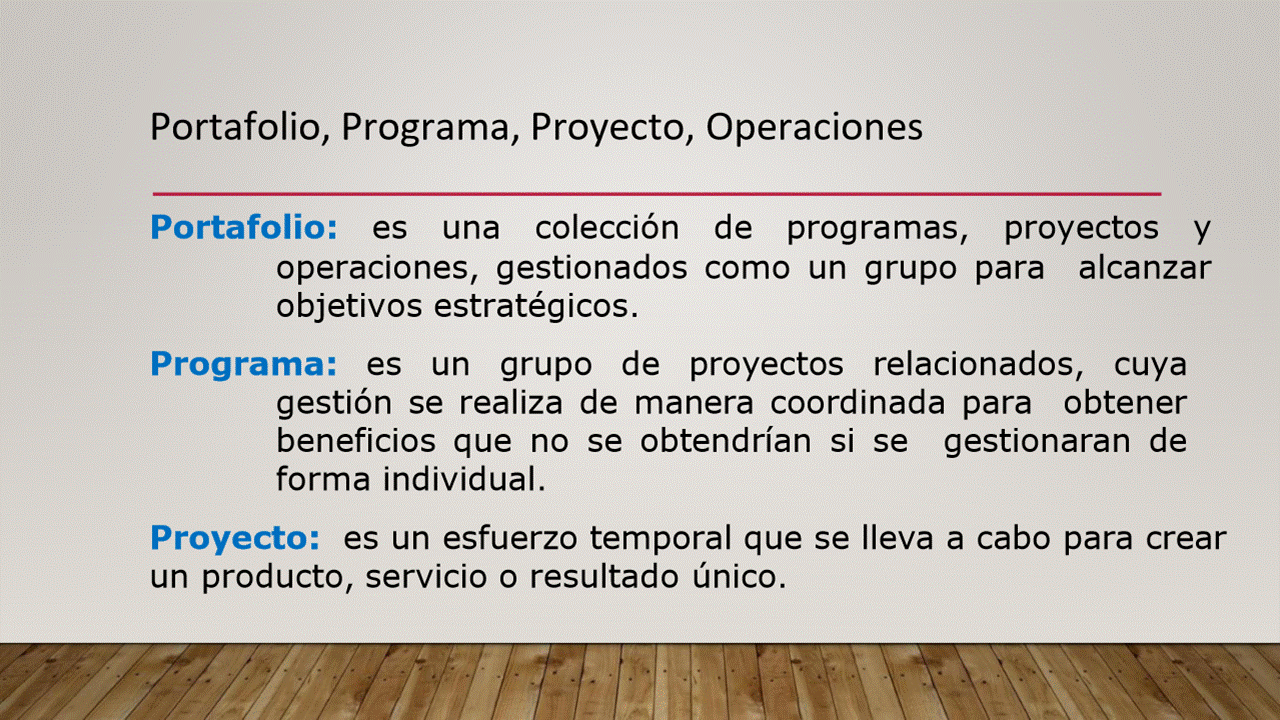 Portafolio, Programa, Proyecto, Operaciones
Portafolio: es una colección de programas, proyectos y
operaciones, gestionados como un grupo para alcanzar
objetivos estratégicos.
Programa: es un grupo de proyectos relacionados, cuya
gestión se realiza de manera coordinada para obtener
beneficios que no se obtendrían si se gestionaran de
forma individual.
Proyecto: es un esfuerzo temporal que se lleva a cabo para crear
un producto, servicio o resultado único.